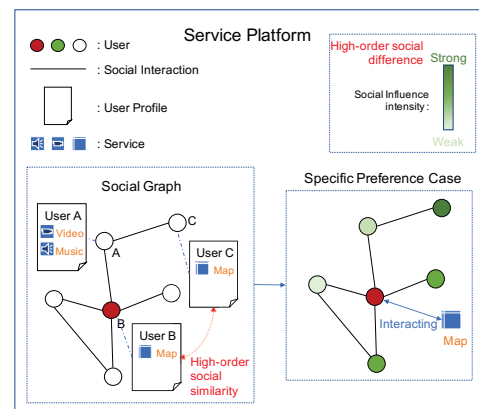 Service Platform
: User
: Social Interaction
: User Profile
: Service
High-order social
difference
Strong
Social Influence
intensity :
Weak
Social Graph
User A
Video
Music
A
C
User C
Map
B
User B
Map
High-order
social
similarity
Specific Preference Case
Interacting
Map